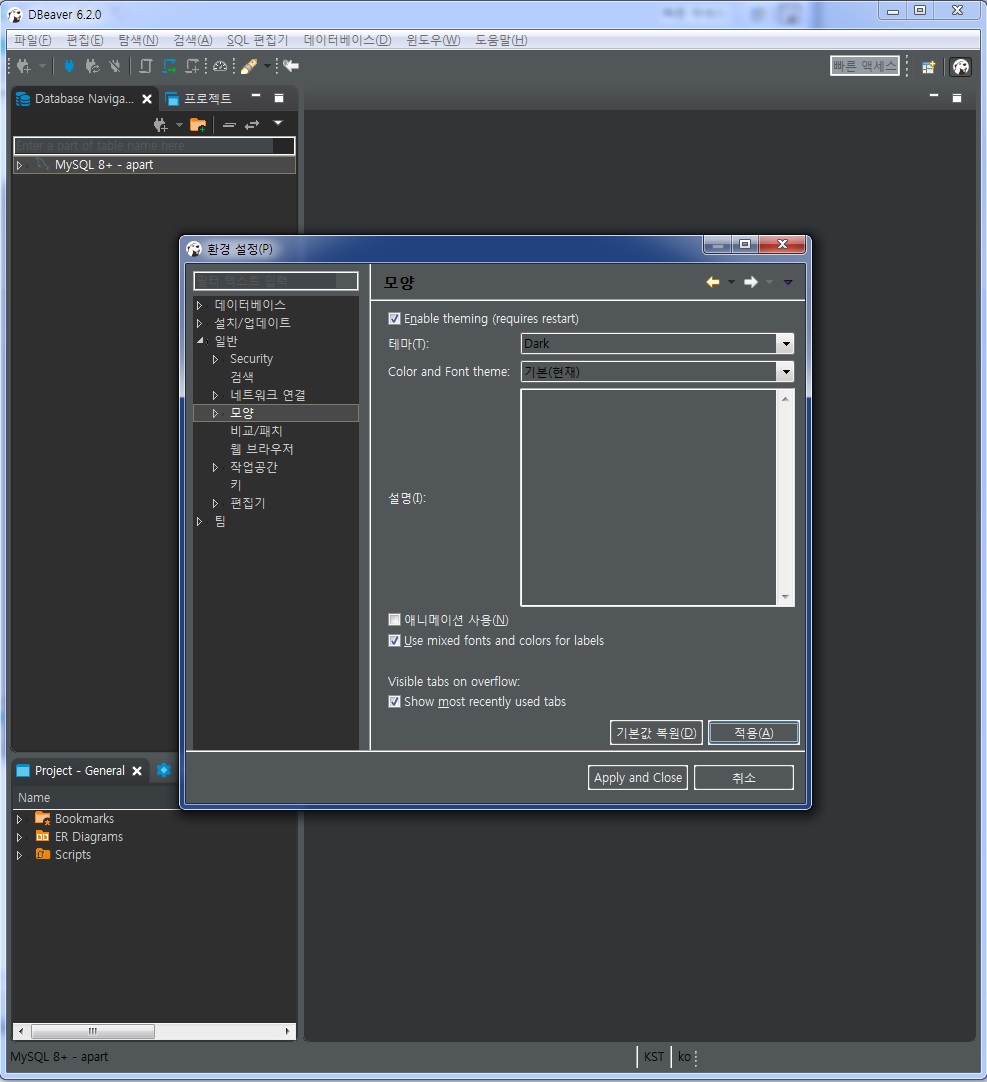 DBeaver 6.2.0
파일(F) 편집(E) 탐색(N) 검색(A) SQL 편집기 데이터베이스(D) 윈도우(W) 도움말(H)
빠른 액세스
Database Naviga... 프로젝트
Enter a part of table name here
MySQL 8+ - apart
환경 설정(P)
필터 텍스트 입력
데이터베이스
설치/업데이트
일반
Security
검색
네트워크 연결
모양
비교/패치
웹 브라우저
작업공간
키
편집기
팀
모양
Enable theming (requires restart)
테마(T): Dark
Color and Font theme: 기본(현재)
설명(I):
애니메이션 사용(N)
Use mixed fonts and colors for labels
Visible tabs on overflow:
Show most recently used tabs
기본값 복원(D) 적용(A)
Apply and Close 취소
Project - General
Name
Bookmarks
ER Diagrams
Scripts
MySQL 8+ - apart KST ko